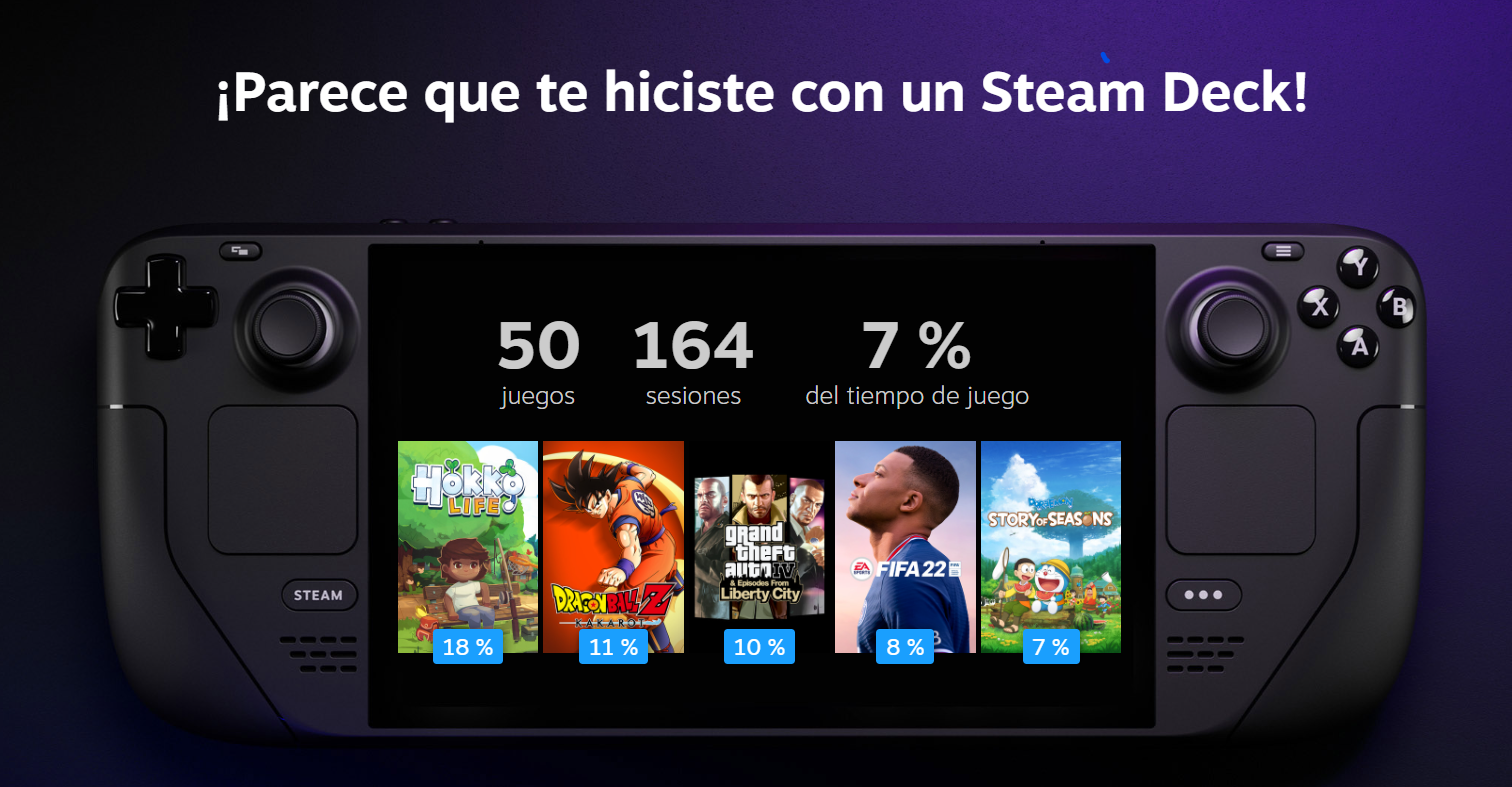 ¡Parece que te hiciste con un Steam Deck!
Y
X
B
A
50
164
7 %
juegos
sesiones
del tiempo de juego
Hokko
LIFE
DRAGON BALL Z
KAKAROT
grand
theft
auto IV
& Episodes From
Liberty City
EA
SPORTS
FIFA 22
FIFA
DORAEMON
STORY OF SEASONS
STEAM
18 %
11 %
10 %
8 %
7 %